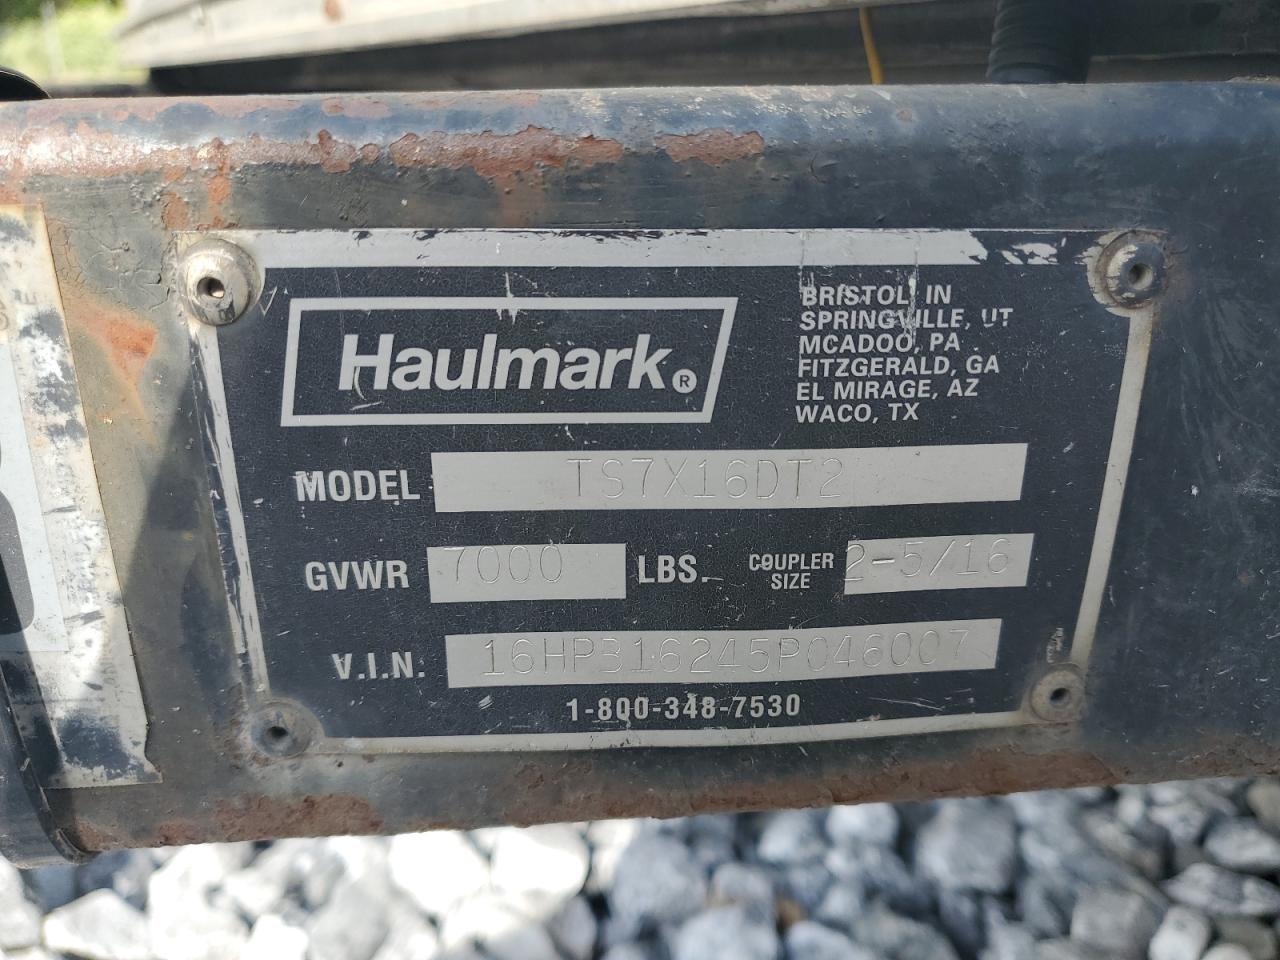 Haulmark®
BRISTOL, IN
SPRINGVILLE, UT
MCADOO, PA
FITZGERALD, GA
EL MIRAGE, AZ
WACO, TX
MODEL TS7X16DT2
GVWR 7000 LBS. COUPLER SIZE 2-5/16
V.I.N. 16HPB16245P046007
1-800-348-7530